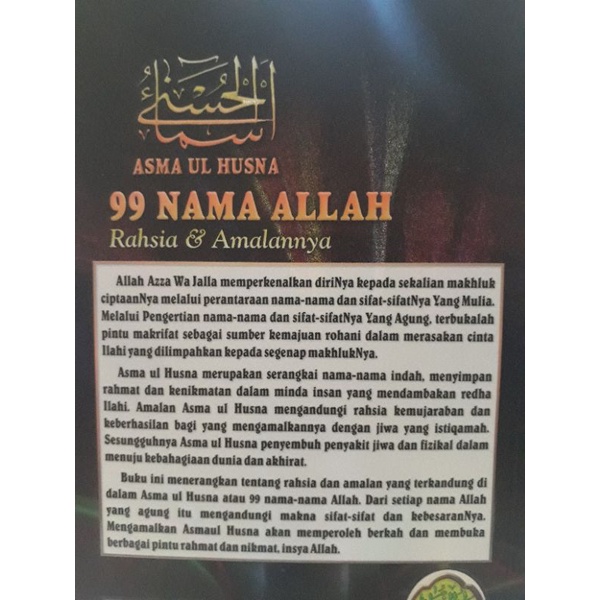 أسماء الحسنى
ASMA UL HUSNA
99 NAMA ALLAH
Rahsia & Amalannya
Allah Azza Wa Jalla memperkenalkan diriNya kepada sekalian makhluk
ciptaanNya melalui perantaraan nama-nama dan sifat-sifatNya Yang Mulia.
Melalui Pengertian nama-nama dan sifat-sifatNya Yang Agung, terbukalah
pintu makrifat sebagai sumber kemajuan rohani dalam merasakan cinta
Ilahi yang dilimpahkan kepada segenap makhlukNya.
Asma ul Husna merupakan serangkai nama-nama indah, menyimpan
rahmat dan kenikmatan dalam minda insan yang mendambakan redha
Ilahi. Amalan Asma ul Husna mengandungi rahsia kemujaraban dan
keberhasilan bagi yang mengamalkannya dengan jiwa yang istiqamah.
Sesungguhnya Asma ul Husna penyembuh penyakit jiwa dan fizikal dalam
menuju kebahagiaan dunia dan akhirat.
Buku ini menerangkan tentang rahsia dan amalan yang terkandung di
dalam Asma ul Husna atau 99 nama-nama Allah. Dari setiap nama Allah
yang agung itu mengandungi makna sifat-sifat dan kebesaranNya.
Mengamalkan Asmaul Husna akan memperoleh berkah dan membuka
berbagai pintu rahmat dan nikmat, insya Allah.